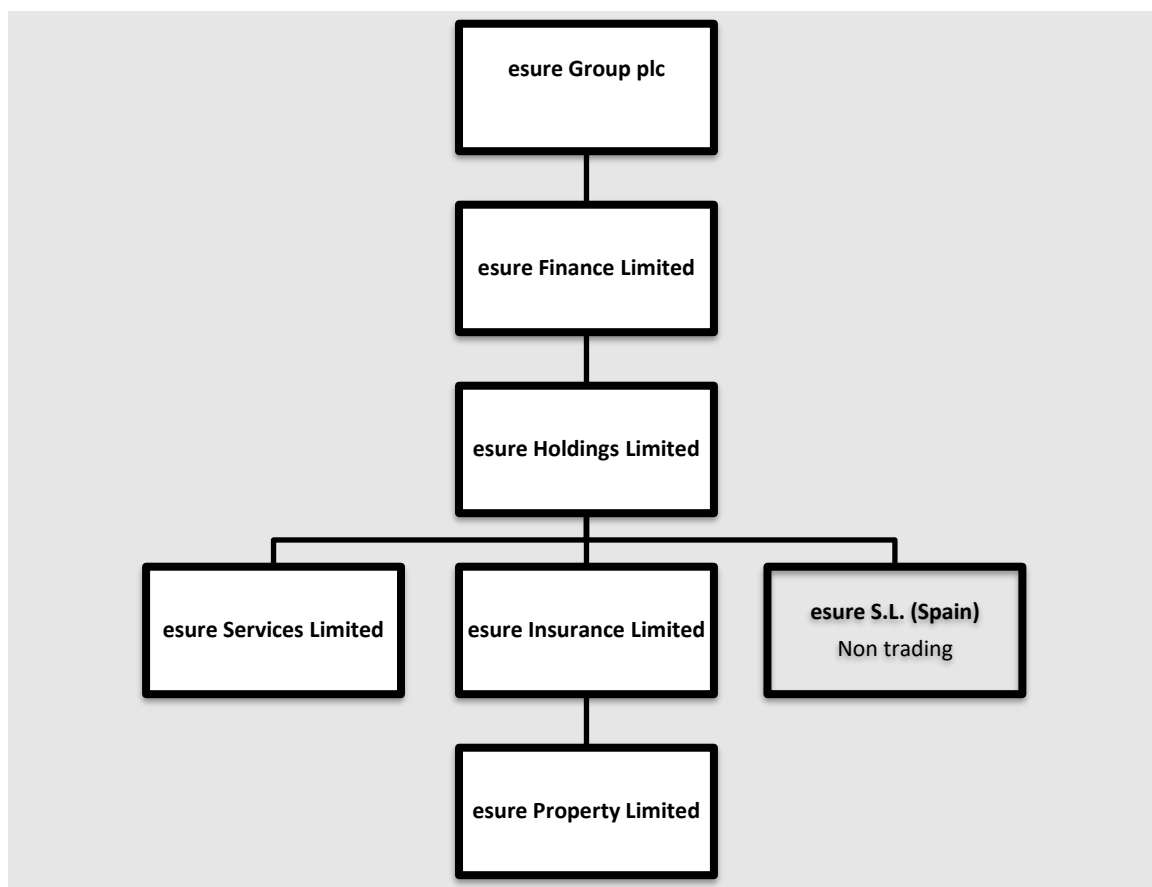 esure Group plc
esure Finance Limited
esure Holdings Limited
esure Services Limited
esure Insurance Limited
esure S.L. (Spain)
Non trading
esure Property Limited